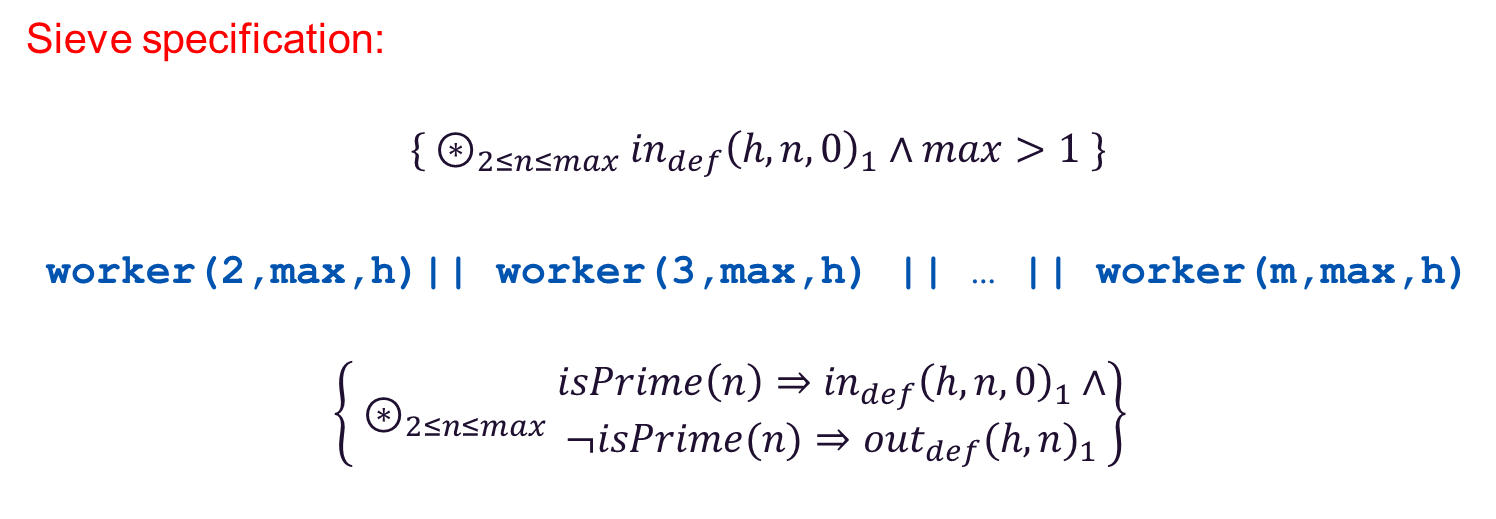 Sieve specification:
{ ⊛2≤n≤max in_def(h, n, 0)_1 ∧ max > 1 }
worker(2,max,h)|| worker(3,max,h) || … || worker(m,max,h)
{ ⊛2≤n≤max isPrime(n) ⇒ in_def(h, n, 0)_1 ∧
¬isPrime(n) ⇒ out_def(h, n)_1 }